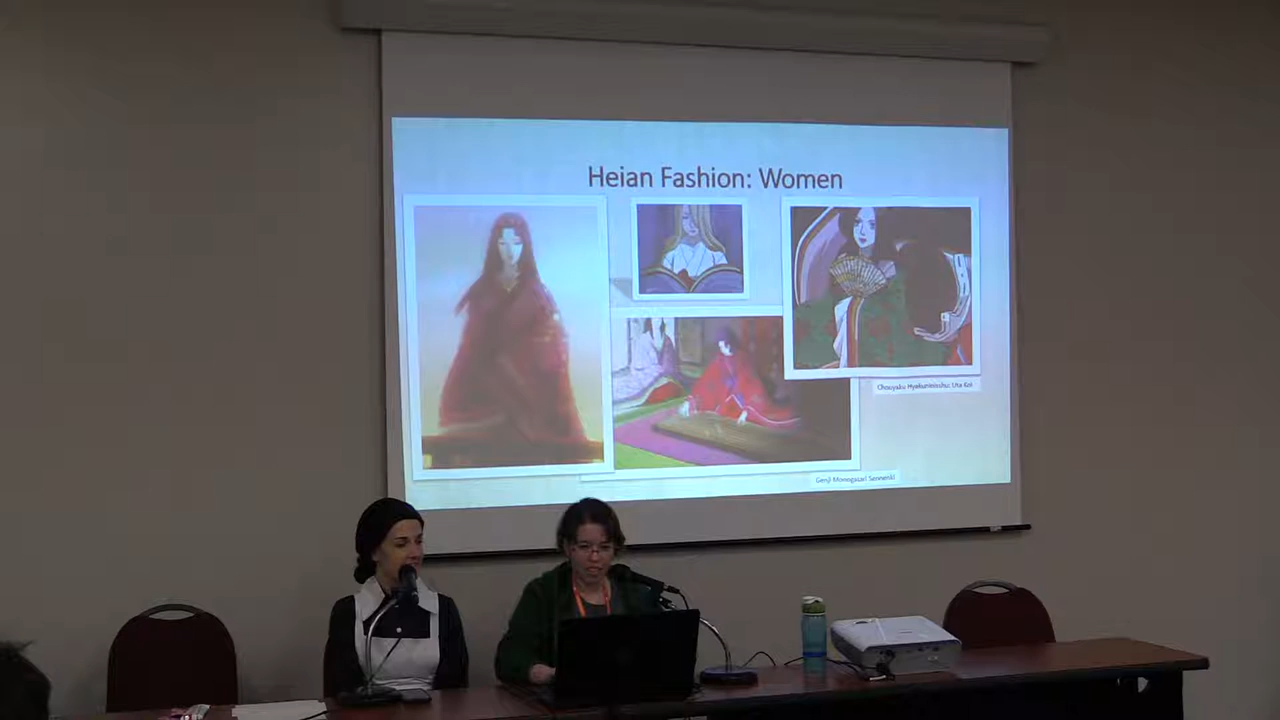 Heian Fashion: Women
Chouyaku Hyakuninisshu: Uta Koi
Genji Monogatari Sennenki